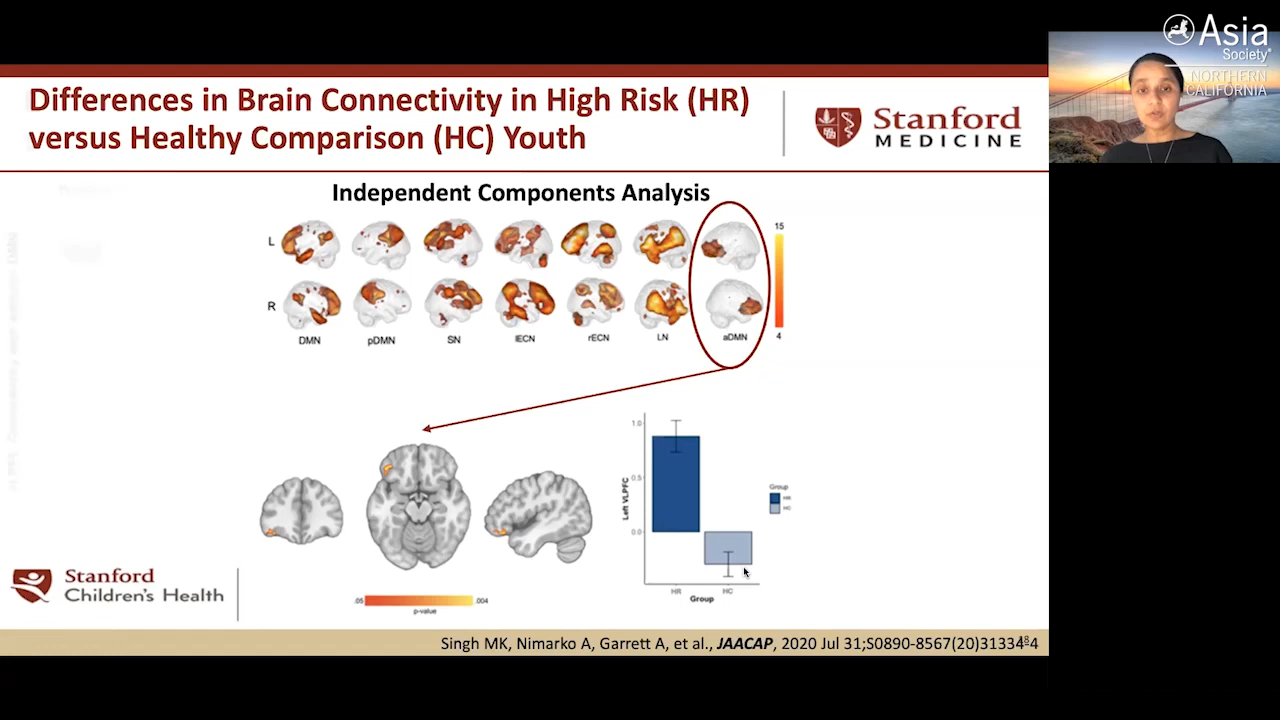 Differences in Brain Connectivity in High Risk (HR)
versus Healthy Comparison (HC) Youth
Stanford
MEDICINE
Asia
Society
NORTHERN
CALIFORNIA
Independent Components Analysis
L
R
DMN pDMN SN lECN rECN LN aDMN
15
4
1.0
0.5
0.0
Left VLPFC
HR HC
Group
Group
HR
HC
.05 .004
p-value
Stanford
Children's Health
Singh MK, Nimarko A, Garrett A, et al., JAACAP, 2020 Jul 31;S0890-8567(20)